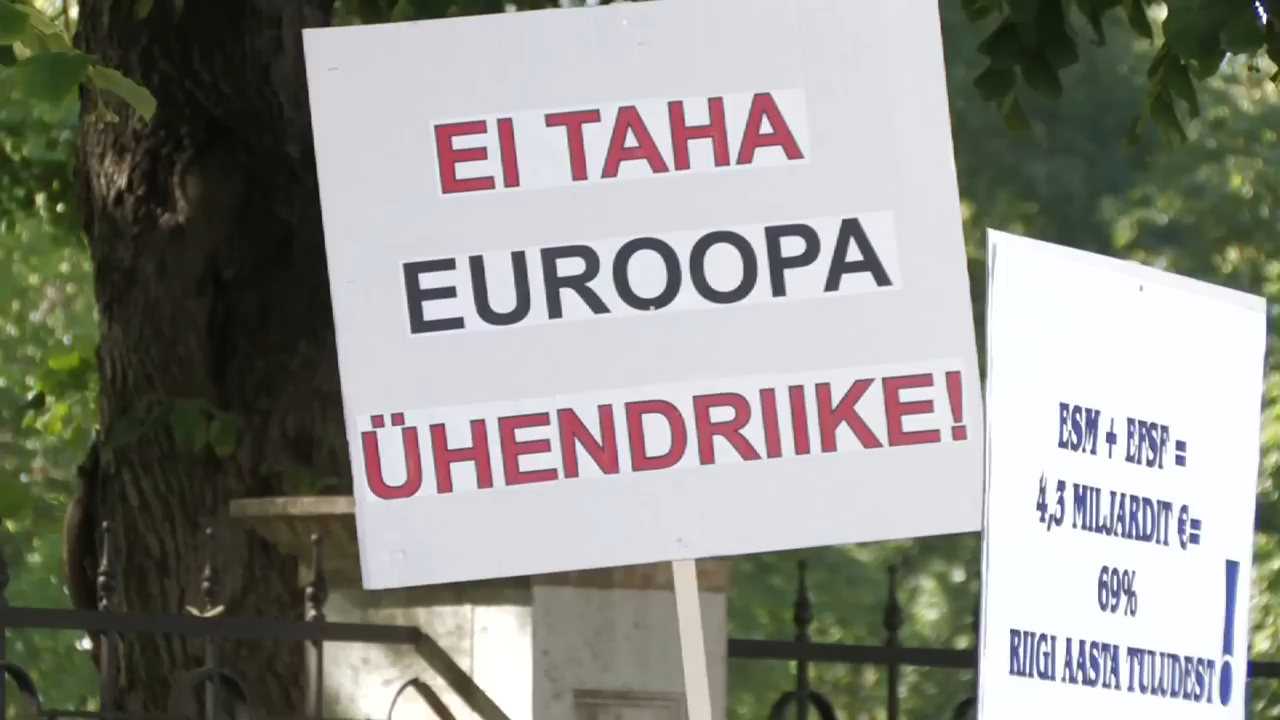 EI TAHA
EUROOPA
ÜHENDRIIKE!
ESM + EFSF =
4,3 MILJARDIT €=
69%
RIIGI AASTA TULUDEST!